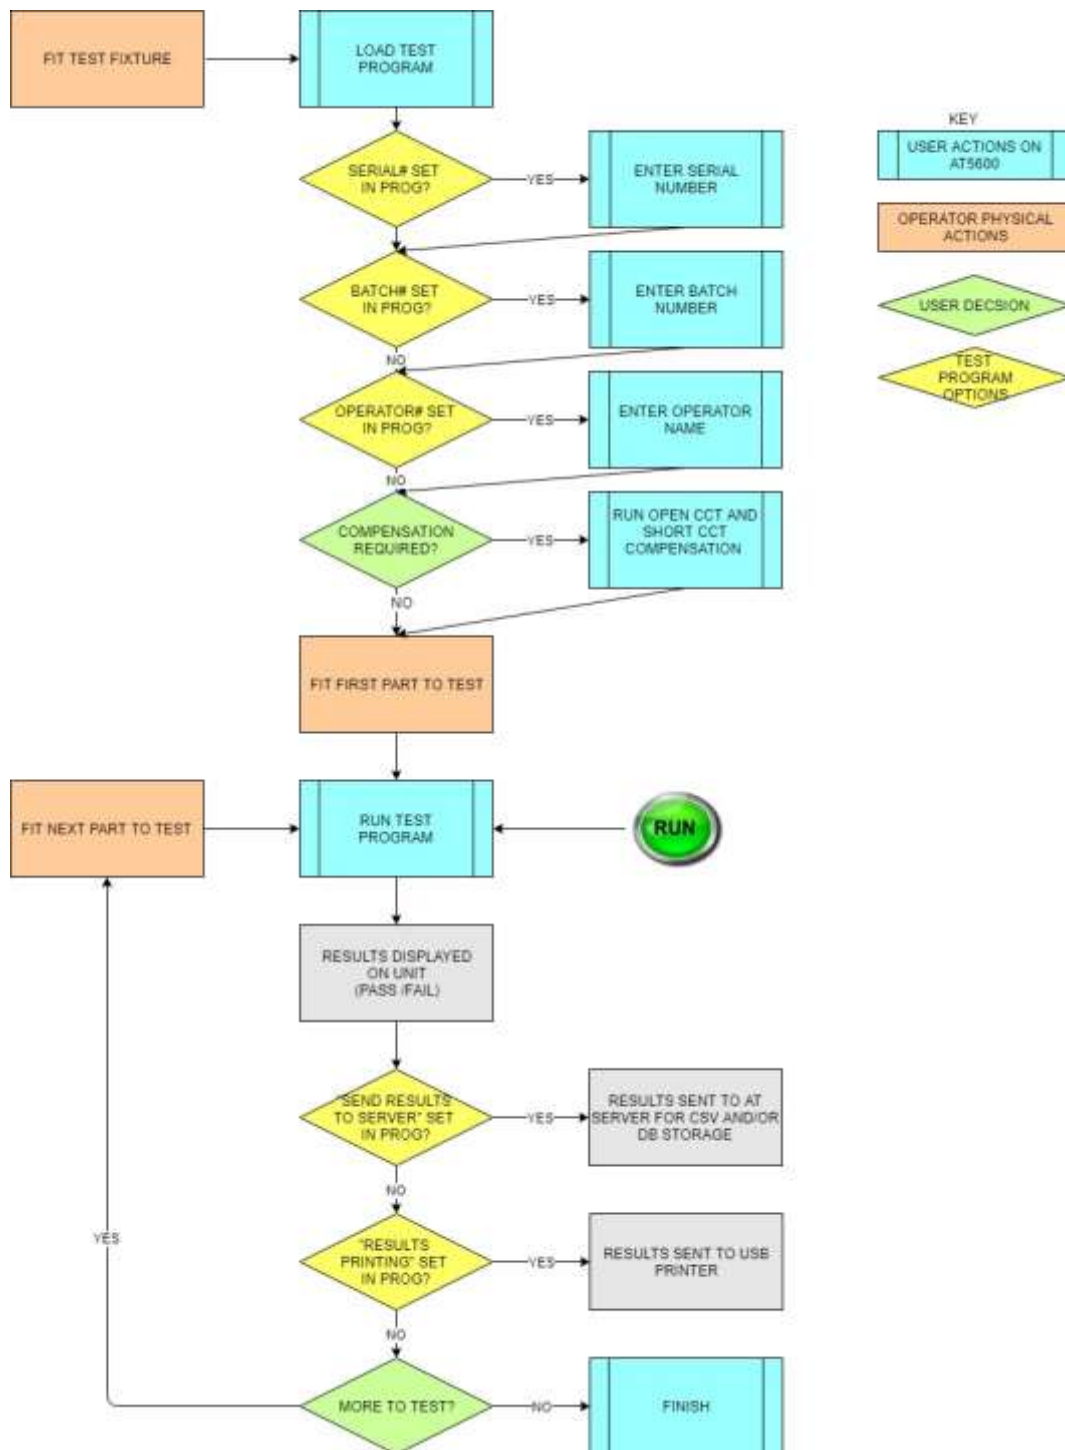 FIT TEST FIXTURE
LOAD TEST
PROGRAM
KEY
USER ACTIONS ON
AT5600
SERIAL# SET
IN PROG?
YES
ENTER SERIAL
NUMBER
OPERATOR PHYSICAL
ACTIONS
BATCH# SET
IN PROG?
YES
ENTER BATCH
NUMBER
USER DECSION
NO
TEST
PROGRAM
OPTIONS
OPERATOR# SET
IN PROG?
YES
ENTER OPERATOR
NAME
NO
COMPENSATION
REQUIRED?
YES
RUN OPEN CCT AND
SHORT CCT
COMPENSATION
NO
FIT FIRST PART TO TEST
FIT NEXT PART TO TEST
RUN TEST
PROGRAM
RUN
RESULTS DISPLAYED
ON UNIT
(PASS /FAIL)
"SEND RESULTS
TO SERVER" SET
IN PROG?
YES
RESULTS SENT TO AT
SERVER FOR CSV AND/OR
DB STORAGE
NO
"RESULTS
PRINTING" SET
IN PROG?
YES
RESULTS SENT TO USB
PRINTER
YES
NO
MORE TO TEST?
NO
FINISH